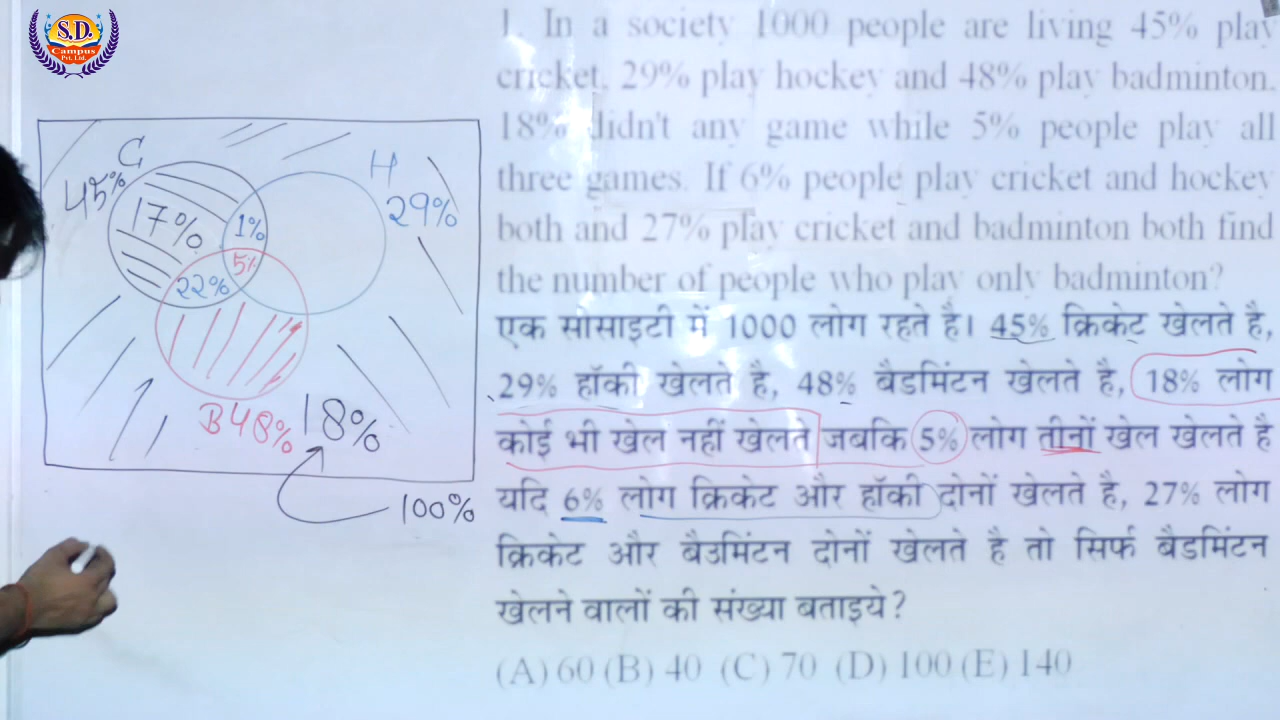 S.D.
Campus
Pvt. Ltd.
1. In a society 1000 people are living 45% play
cricket, 29% play hockey and 48% play badminton.
18% didn't any game while 5% people play all
three games. If 6% people play cricket and hockey
both and 27% play cricket and badminton both find
the number of people who play only badminton?
एक सोसाइटी में 1000 लोग रहते है। 45% क्रिकेट खेलते है,
29% हॉकी खेलते है, 48% बैडमिंटन खेलते है, 18% लोग
कोई भी खेल नहीं खेलते जबकि 5% लोग तीनों खेल खेलते है
यदि 6% लोग क्रिकेट और हॉकी दोनों खेलते है, 27% लोग
क्रिकेट और बैउमिंटन दोनों खेलते है तो सिर्फ बैडमिंटन
खेलने वालों की संख्या बताइये?
(A) 60 (B) 40 (C) 70 (D) 100 (E) 140
C
H
45%
29%
17%
1%
5%
22%
B 48%
18%
100%